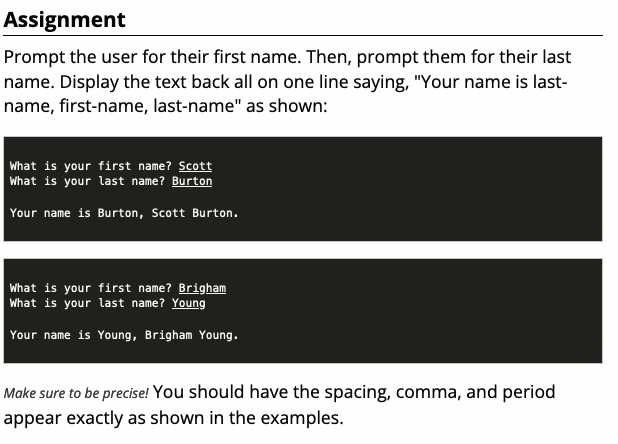 Assignment
Prompt the user for their first name. Then, prompt them for their last
name. Display the text back all on one line saying, "Your name is last-
name, first-name, last-name" as shown:
What is your first name? Scott
What is your last name? Burton
Your name is Burton, Scott Burton.
What is your first name? Brigham
What is your last name? Young
Your name is Young, Brigham Young.
Make sure to be precise! You should have the spacing, comma, and period
appear exactly as shown in the examples.